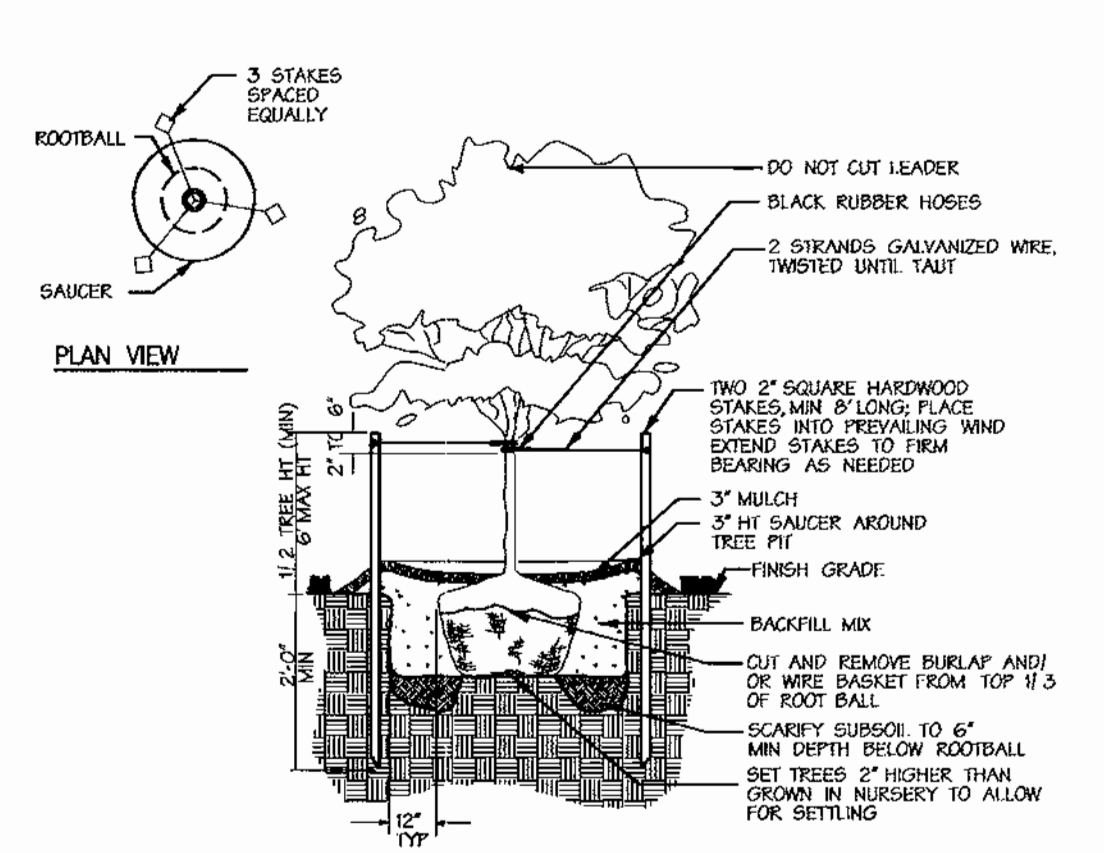 3 STAKES
SPACED
EQUALLY
ROOTBALL
SAUCER
PLAN VIEW
8
DO NOT CUT LEADER
BLACK RUBBER HOSES
2 STRANDS GALVANIZED WIRE,
TWISTED UNTIL TAUT
TWO 2" SQUARE HARDWOOD
STAKES, MIN 8' LONG; PLACE
STAKES INTO PREVAILING WIND
EXTEND STAKES TO FIRM
BEARING AS NEEDED
3" MULCH
3" HT SAUCER AROUND
TREE PIT
FINISH GRADE
BACKFILL MIX
CUT AND REMOVE BURLAP AND/
OR WIRE BASKET FROM TOP 1/3
OF ROOT BALL
SCARIFY SUBSOIL TO 6"
MIN DEPTH BELOW ROOTBALL
SET TREES 2" HIGHER THAN
GROWN IN NURSERY TO ALLOW
FOR SETTLING
2" TO 6"
1/2 TREE HT (MIN)
6' MAX HT
2'-0"
MIN
12"
TYP